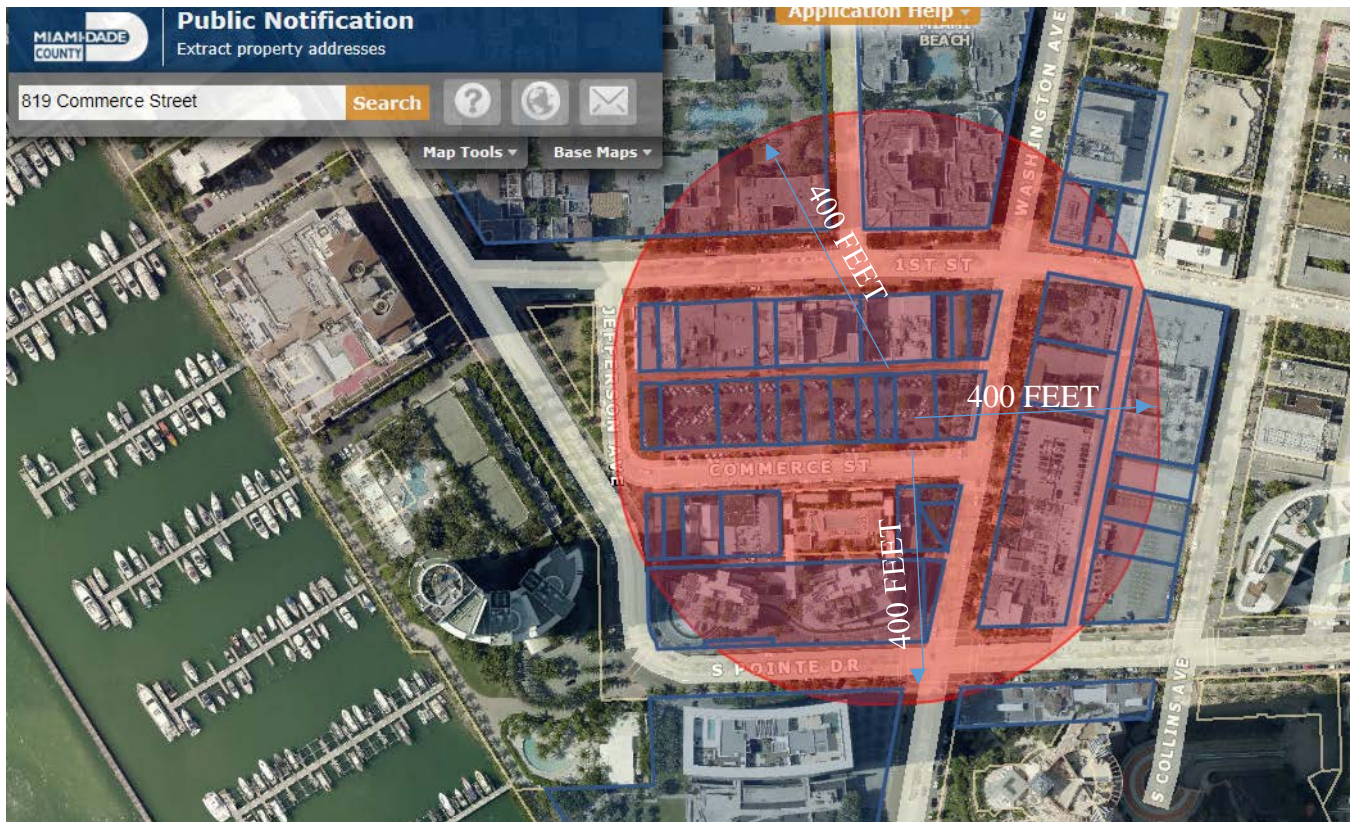 MIAMI-DADE
COUNTY
Public Notification
Extract property addresses
Application Help
BEACH
819 Commerce Street
Search
?
Map Tools
Base Maps
WASHINGTON AVE
400 FEET
1ST ST
JEFFERSON AVE
400 FEET
COMMERCE ST
400 FEET
S POINTE DR
S COLLINS AVE